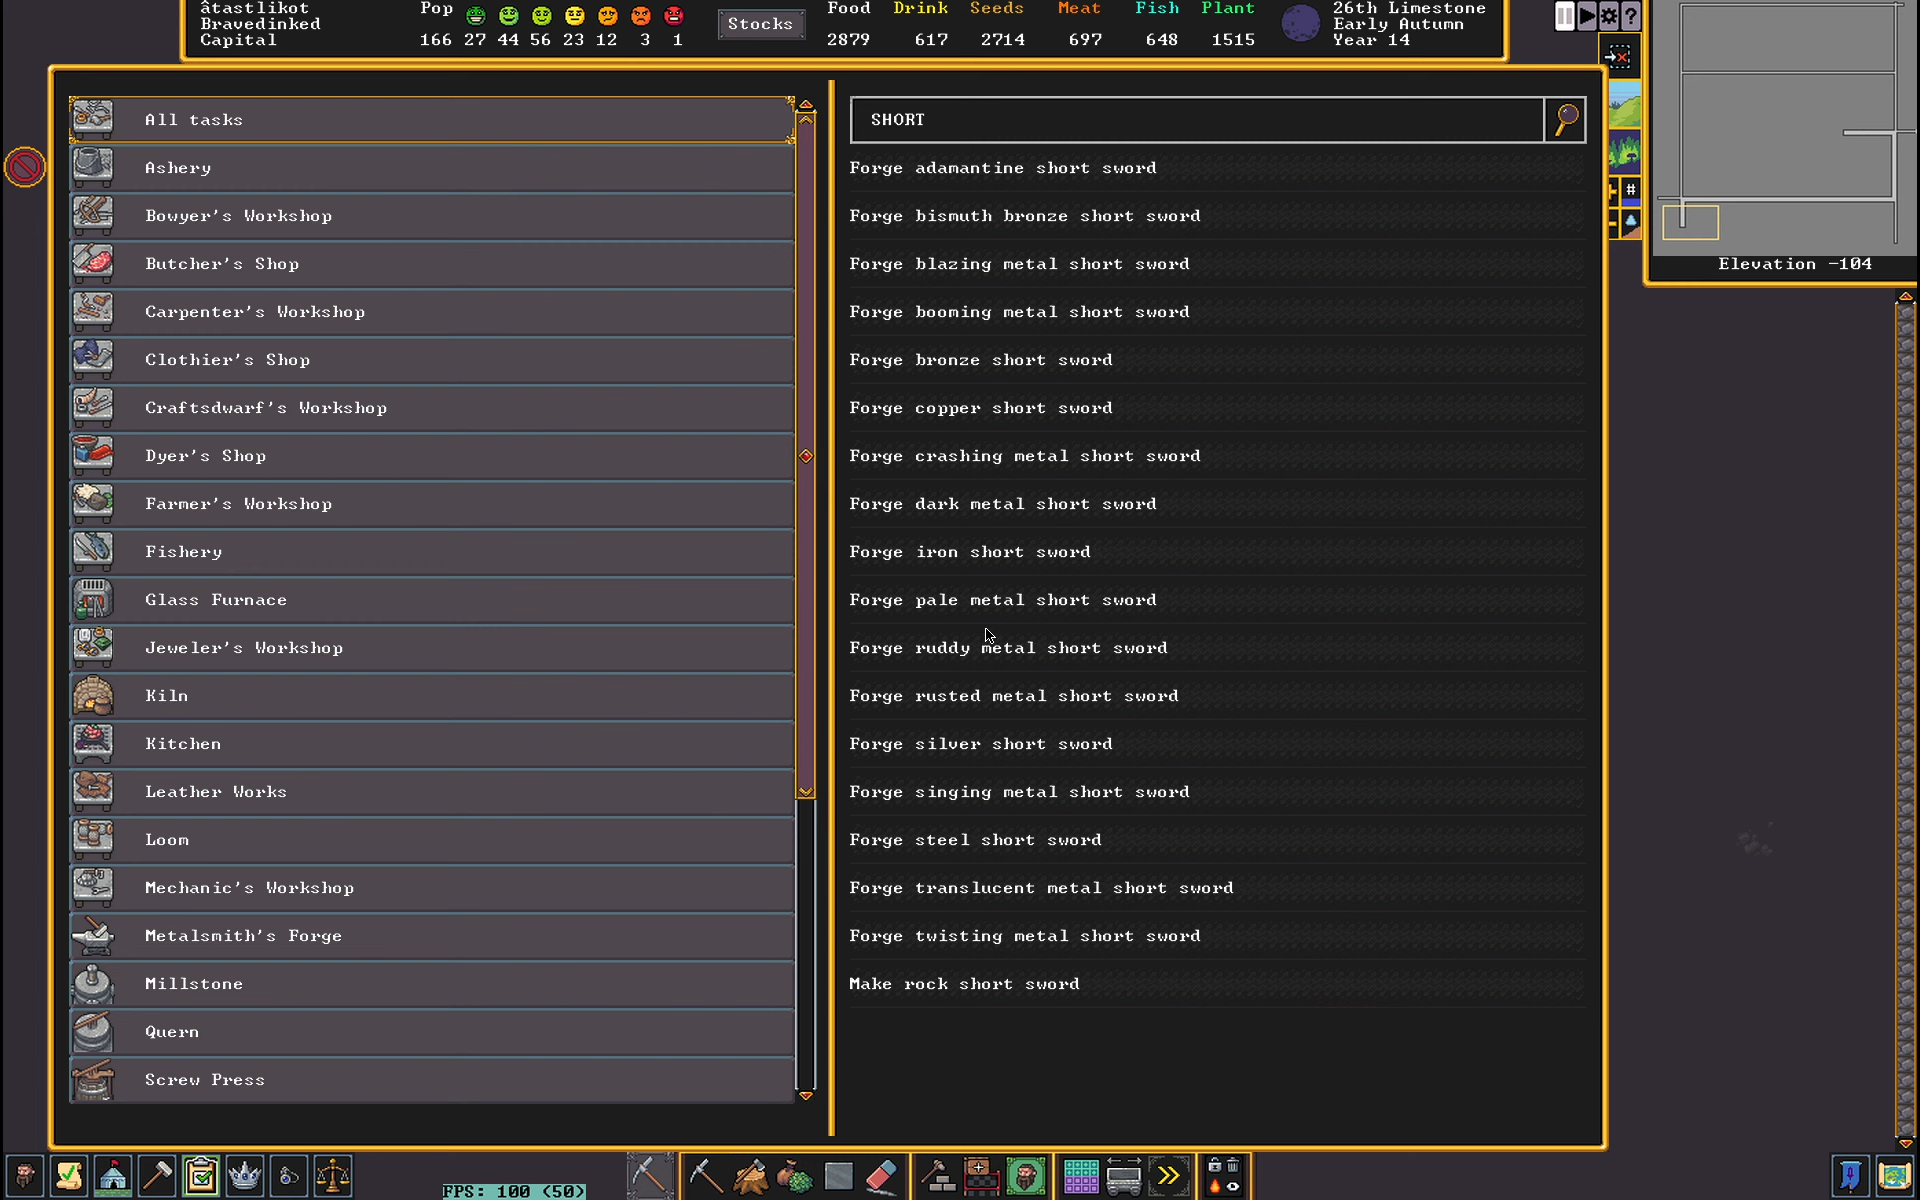 Åtastlikot
Bravedinked
Capital
Pop
166 27 44 56 23 12 3 1
Stocks
Food Drink Seeds Meat Fish Plant
2879 617 2714 697 648 1515
26th Limestone
Early Autumn
Year 14
?
#
Elevation -104
All tasks
Ashery
Bowyer's Workshop
Butcher's Shop
Carpenter's Workshop
Clothier's Shop
Craftsdwarf's Workshop
Dyer's Shop
Farmer's Workshop
Fishery
Glass Furnace
Jeweler's Workshop
Kiln
Kitchen
Leather Works
Loom
Mechanic's Workshop
Metalsmith's Forge
Millstone
Quern
Screw Press
SHORT
Forge adamantine short sword
Forge bismuth bronze short sword
Forge blazing metal short sword
Forge booming metal short sword
Forge bronze short sword
Forge copper short sword
Forge crashing metal short sword
Forge dark metal short sword
Forge iron short sword
Forge pale metal short sword
Forge ruddy metal short sword
Forge rusted metal short sword
Forge silver short sword
Forge singing metal short sword
Forge steel short sword
Forge translucent metal short sword
Forge twisting metal short sword
Make rock short sword
FPS: 100 (50)